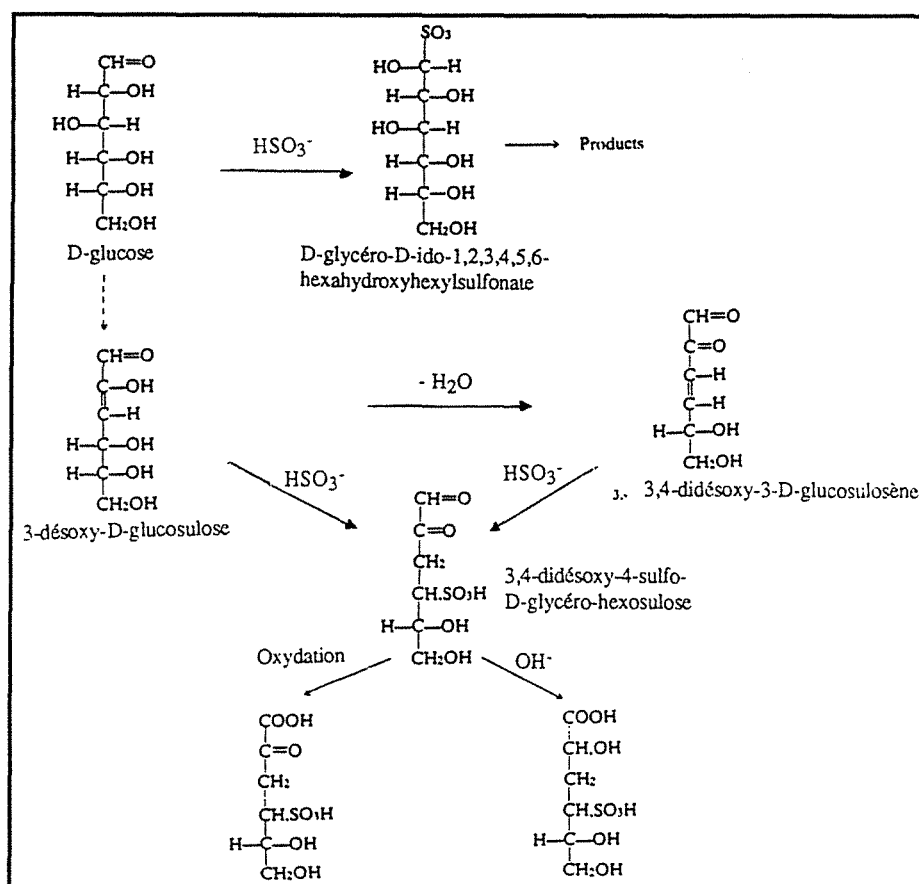 SO₃
CH=O
HO—C—H
H—C—OH
H—C—OH
HO—C—H
HO—C—H
H—C—OH
HSO₃⁻
H—C—OH
Products
H—C—OH
H—C—OH
CH₂OH
CH₂OH
D-glucose
D-glycéro-D-ido-1,2,3,4,5,6-
hexahydroxyhexylsulfonate
CH=O
C=O
CH=O
C—H
C—OH
- H₂O
C—H
C—H
H—C—OH
H—C—OH
H—C—OH
CH₂OH
HSO₃⁻
HSO₃⁻
CH₂OH
3,4-didésoxy-3-D-glucosulosène
3-désoxy-D-glucosulose
CH=O
C=O
CH₂
CH.SO₃H
3,4-didésoxy-4-sulfo-
D-glycéro-hexosulose
H—C—OH
Oxydation
CH₂OH
OH⁻
COOH
C=O
CH₂
CH.SO₃H
H—C—OH
CH₂OH
COOH
CH.OH
CH₂
CH.SO₃H
H—C—OH
CH₂OH